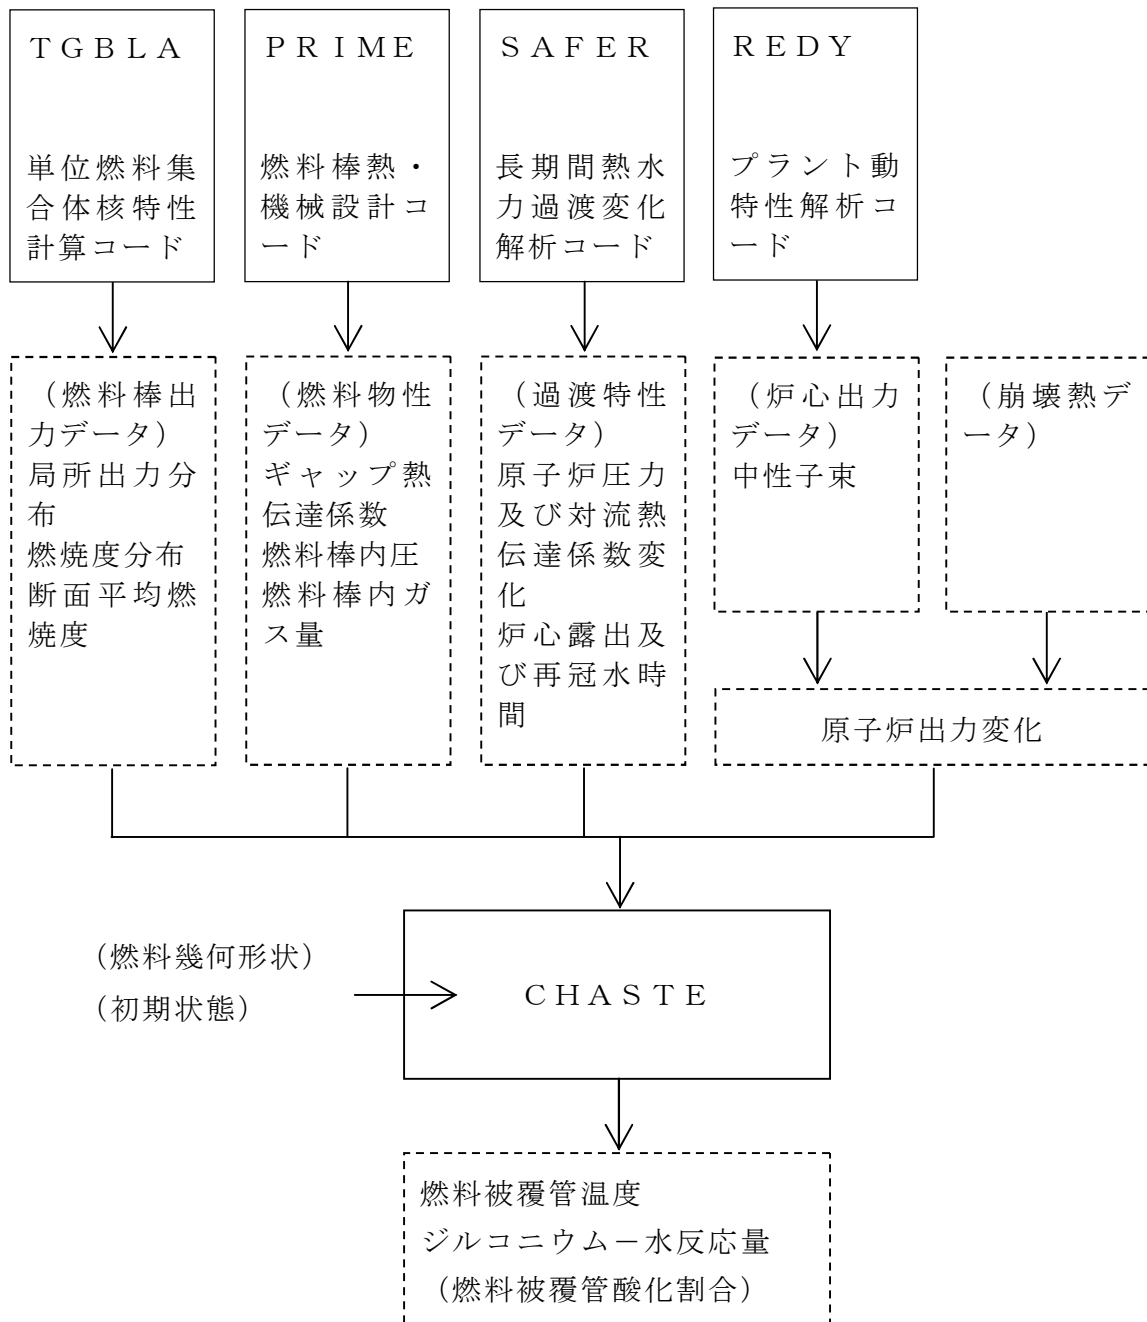 ＴＧＢＬＡ
単位燃料集
合体核特性
計算コード
ＰＲＩＭＥ
燃料棒熱・
機械設計コ
ード
ＳＡＦＥＲ
長期間熱水
力過渡変化
解析コード
ＲＥＤＹ
プラント動
特性解析コ
ード
（燃料棒出
力データ）
局所出力分
布
燃焼度分布
断面平均燃
焼度
（燃料物性
データ）
ギャップ熱
伝達係数
燃料棒内圧
燃料棒内ガ
ス量
（過渡特性
データ）
原子炉圧力
及び対流熱
伝達係数変
化
炉心露出及
び再冠水時
間
（炉心出力
データ）
中性子束
（崩壊熱デ
ータ）
原子炉出力変化
（燃料幾何形状）
（初期状態）
ＣＨＡＳＴＥ
燃料被覆管温度
ジルコニウム－水反応量
（燃料被覆管酸化割合）